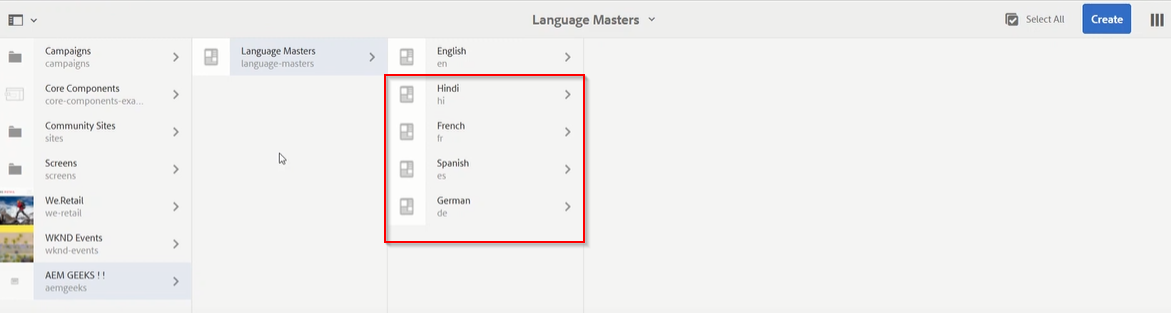 Language Masters
Select All
Create
Campaigns
campaigns
Core Components
core-components-exa...
Community Sites
sites
Screens
screens
We.Retail
we-retail
WKND Events
wknd-events
AEM GEEKS ! !
aemgeeks
Language Masters
language-masters
English
en
Hindi
hi
French
fr
Spanish
es
German
de